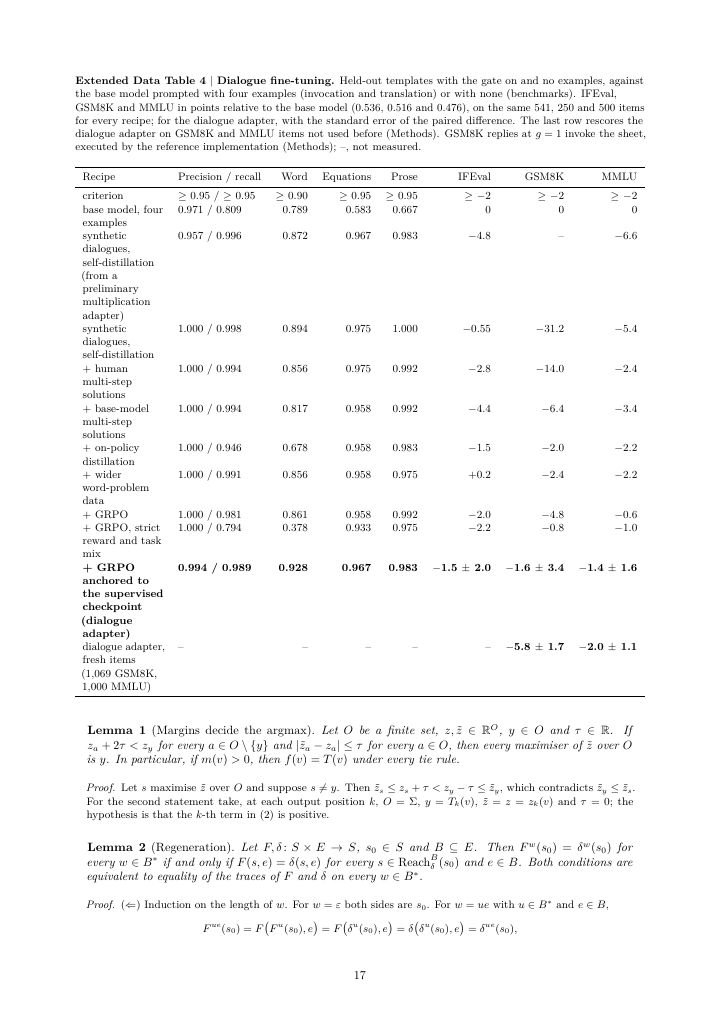 Extended Data Table 4 | Dialogue fine-tuning. Held-out templates with the gate on and no examples, against
the base model prompted with four examples (invocation and translation) or with none (benchmarks). IFEval,
GSM8K and MMLU in points relative to the base model (0.536, 0.516 and 0.476), on the same 541, 250 and 500 items
for every recipe; for the dialogue adapter, with the standard error of the paired difference. The last row rescores the
dialogue adapter on GSM8K and MMLU items not used before (Methods). GSM8K replies at g = 1 invoke the sheet,
executed by the reference implementation (Methods); –, not measured.
Recipe Precision / recall Word Equations Prose IFEval GSM8K MMLU
criterion ≥ 0.95 / ≥ 0.95 ≥ 0.90 ≥ 0.95 ≥ 0.95 ≥ −2 ≥ −2 ≥ −2
base model, four 0.971 / 0.809 0.789 0.583 0.667 0 0 0
examples
synthetic 0.957 / 0.996 0.872 0.967 0.983 −4.8 – −6.6
dialogues,
self-distillation
(from a
preliminary
multiplication
adapter)
synthetic 1.000 / 0.998 0.894 0.975 1.000 −0.55 −31.2 −5.4
dialogues,
self-distillation
+ human 1.000 / 0.994 0.856 0.975 0.992 −2.8 −14.0 −2.4
multi-step
solutions
+ base-model 1.000 / 0.994 0.817 0.958 0.992 −4.4 −6.4 −3.4
multi-step
solutions
+ on-policy 1.000 / 0.946 0.678 0.958 0.983 −1.5 −2.0 −2.2
distillation
+ wider 1.000 / 0.991 0.856 0.958 0.975 +0.2 −2.4 −2.2
word-problem
data
+ GRPO 1.000 / 0.981 0.861 0.958 0.992 −2.0 −4.8 −0.6
+ GRPO, strict 1.000 / 0.794 0.378 0.933 0.975 −2.2 −0.8 −1.0
reward and task
mix
+ GRPO 0.994 / 0.989 0.928 0.967 0.983 −1.5 ± 2.0 −1.6 ± 3.4 −1.4 ± 1.6
anchored to
the supervised
checkpoint
(dialogue
adapter)
dialogue adapter, – – – – – −5.8 ± 1.7 −2.0 ± 1.1
fresh items
(1,069 GSM8K,
1,000 MMLU)
Lemma 1 (Margins decide the argmax). Let O be a finite set, z, z̃ ∈ ℝᴼ, y ∈ O and τ ∈ ℝ. If
zₐ + 2τ < z_y for every a ∈ O \ {y} and |z̃ₐ − zₐ| ≤ τ for every a ∈ O, then every maximiser of z̃ over O
is y. In particular, if m(v) > 0, then f(v) = T(v) under every tie rule.
Proof. Let s maximise z̃ over O and suppose s ≠ y. Then z̃ₛ ≤ zₛ + τ < z_y − τ ≤ z̃_y, which contradicts z̃_y ≤ z̃ₛ.
For the second statement take, at each output position k, O = Σ, y = Tₖ(v), z̃ = z = zₖ(v) and τ = 0; the
hypothesis is that the k-th term in (2) is positive.
Lemma 2 (Regeneration). Let F, δ: S × E → S, s₀ ∈ S and B ⊆ E. Then Fʷ(s₀) = δʷ(s₀) for
every w ∈ B* if and only if F(s, e) = δ(s, e) for every s ∈ Reach_δ^B(s₀) and e ∈ B. Both conditions are
equivalent to equality of the traces of F and δ on every w ∈ B*.
Proof. (⇐) Induction on the length of w. For w = ε both sides are s₀. For w = ue with u ∈ B* and e ∈ B,
Fᵘᵉ(s₀) = F(Fᵘ(s₀), e) = F(δᵘ(s₀), e) = δ(δᵘ(s₀), e) = δᵘᵉ(s₀),
17